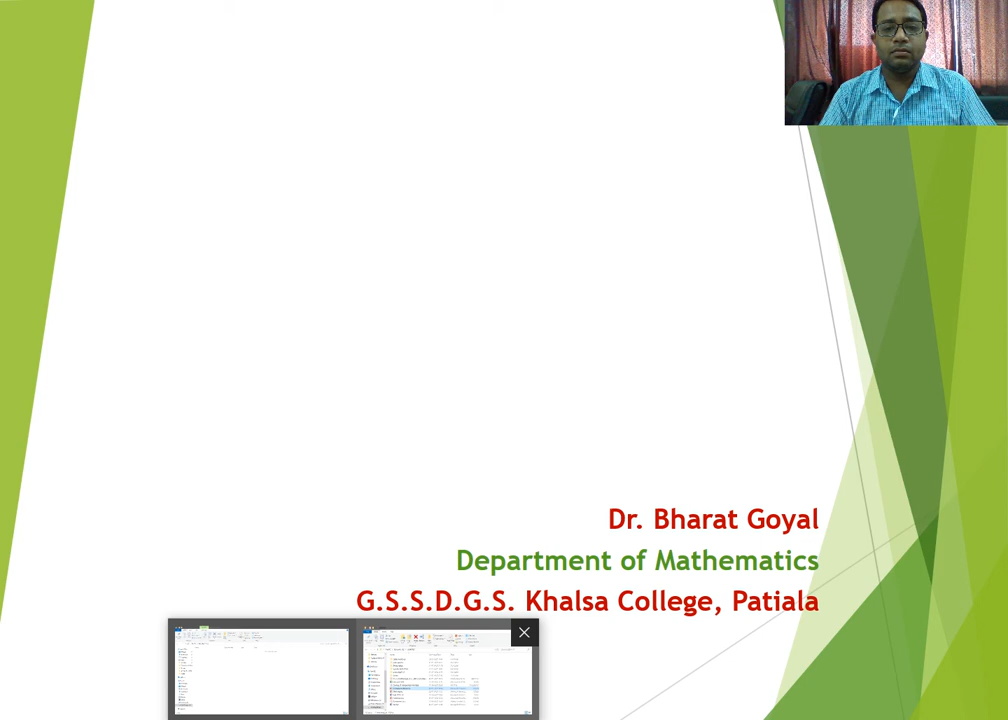 Dr. Bharat Goyal
Department of Mathematics
G.S.S.D.G.S. Khalsa College, Patiala